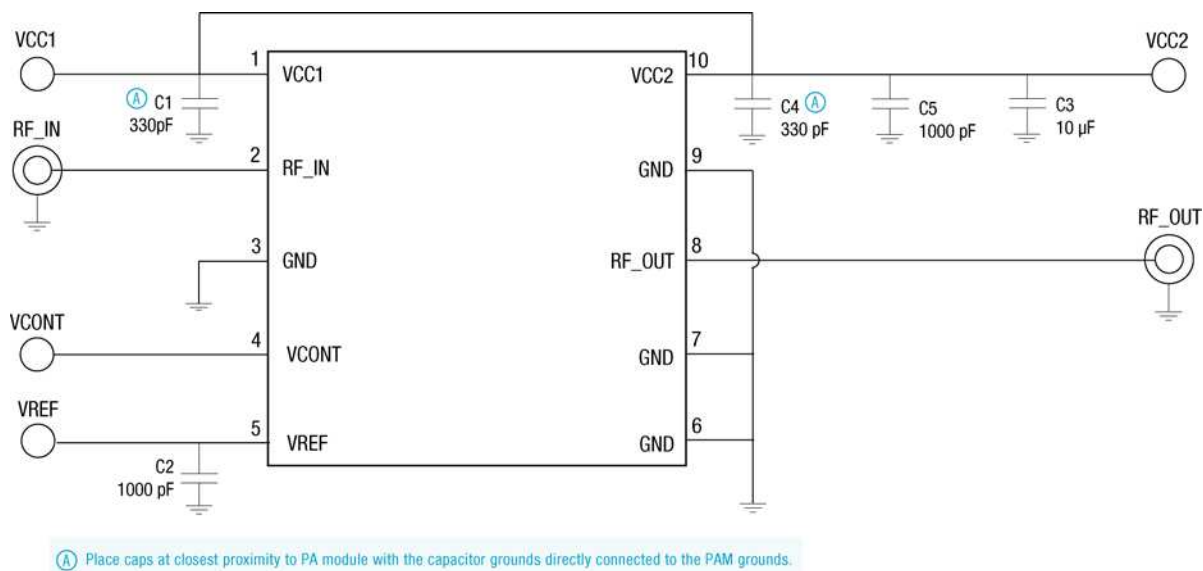 VCC1
1
VCC1
VCC2
10
VCC2
Ⓐ C1
330pF
C4 Ⓐ
330 pF
C5
1000 pF
C3
10 µF
RF_IN
2
RF_IN
GND
9
3
GND
RF_OUT
8
RF_OUT
VCONT
4
VCONT
GND
7
VREF
5
VREF
GND
6
C2
1000 pF
Ⓐ Place caps at closest proximity to PA module with the capacitor grounds directly connected to the PAM grounds.